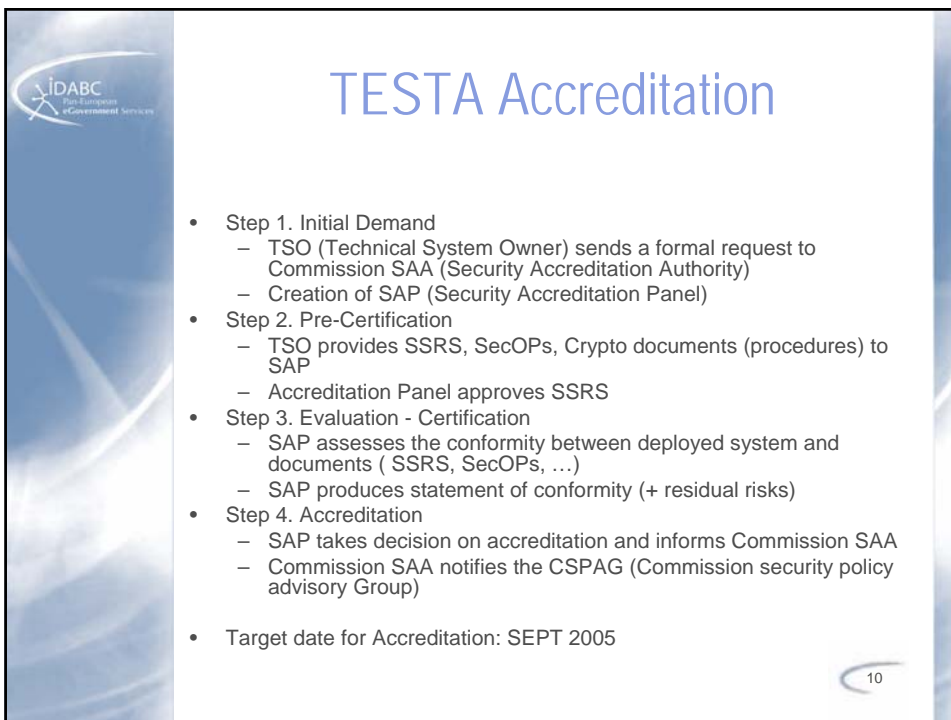 iDABC
Pan-European
eGovernment Services
TESTA Accreditation
• Step 1. Initial Demand
– TSO (Technical System Owner) sends a formal request to
Commission SAA (Security Accreditation Authority)
– Creation of SAP (Security Accreditation Panel)
• Step 2. Pre-Certification
– TSO provides SSRS, SecOPs, Crypto documents (procedures) to
SAP
– Accreditation Panel approves SSRS
• Step 3. Evaluation - Certification
– SAP assesses the conformity between deployed system and
documents ( SSRS, SecOPs, …)
– SAP produces statement of conformity (+ residual risks)
• Step 4. Accreditation
– SAP takes decision on accreditation and informs Commission SAA
– Commission SAA notifies the CSPAG (Commission security policy
advisory Group)
• Target date for Accreditation: SEPT 2005
10